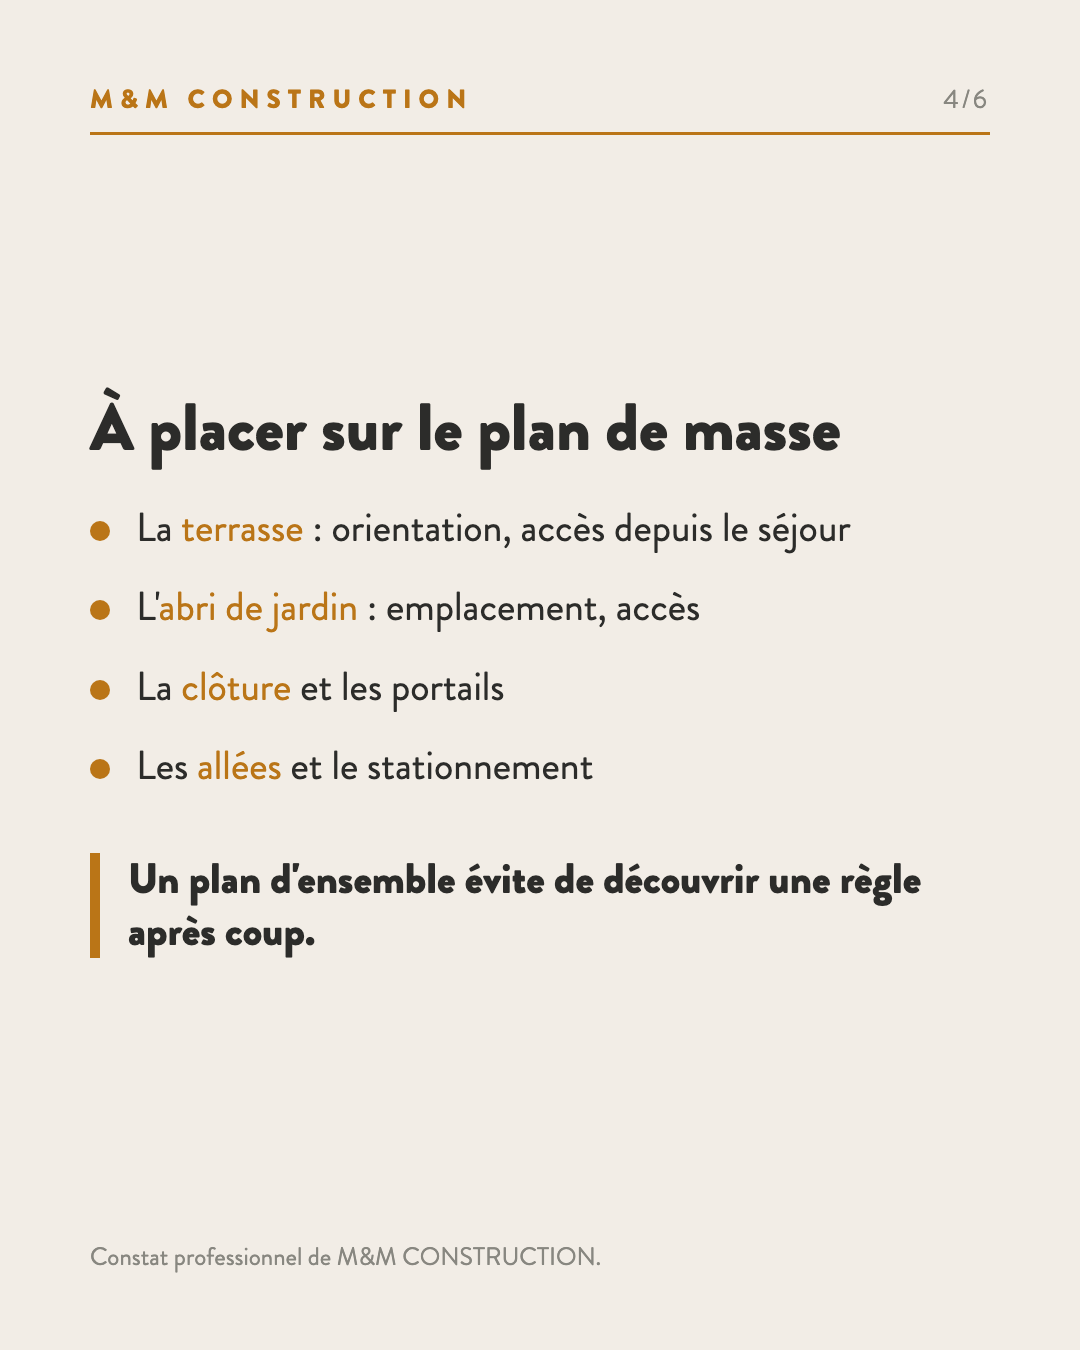 M&M CONSTRUCTION
4/6
À placer sur le plan de masse
La terrasse : orientation, accès depuis le séjour
L'abri de jardin : emplacement, accès
La clôture et les portails
Les allées et le stationnement
Un plan d'ensemble évite de découvrir une règle
après coup.
Constat professionnel de M&M CONSTRUCTION.